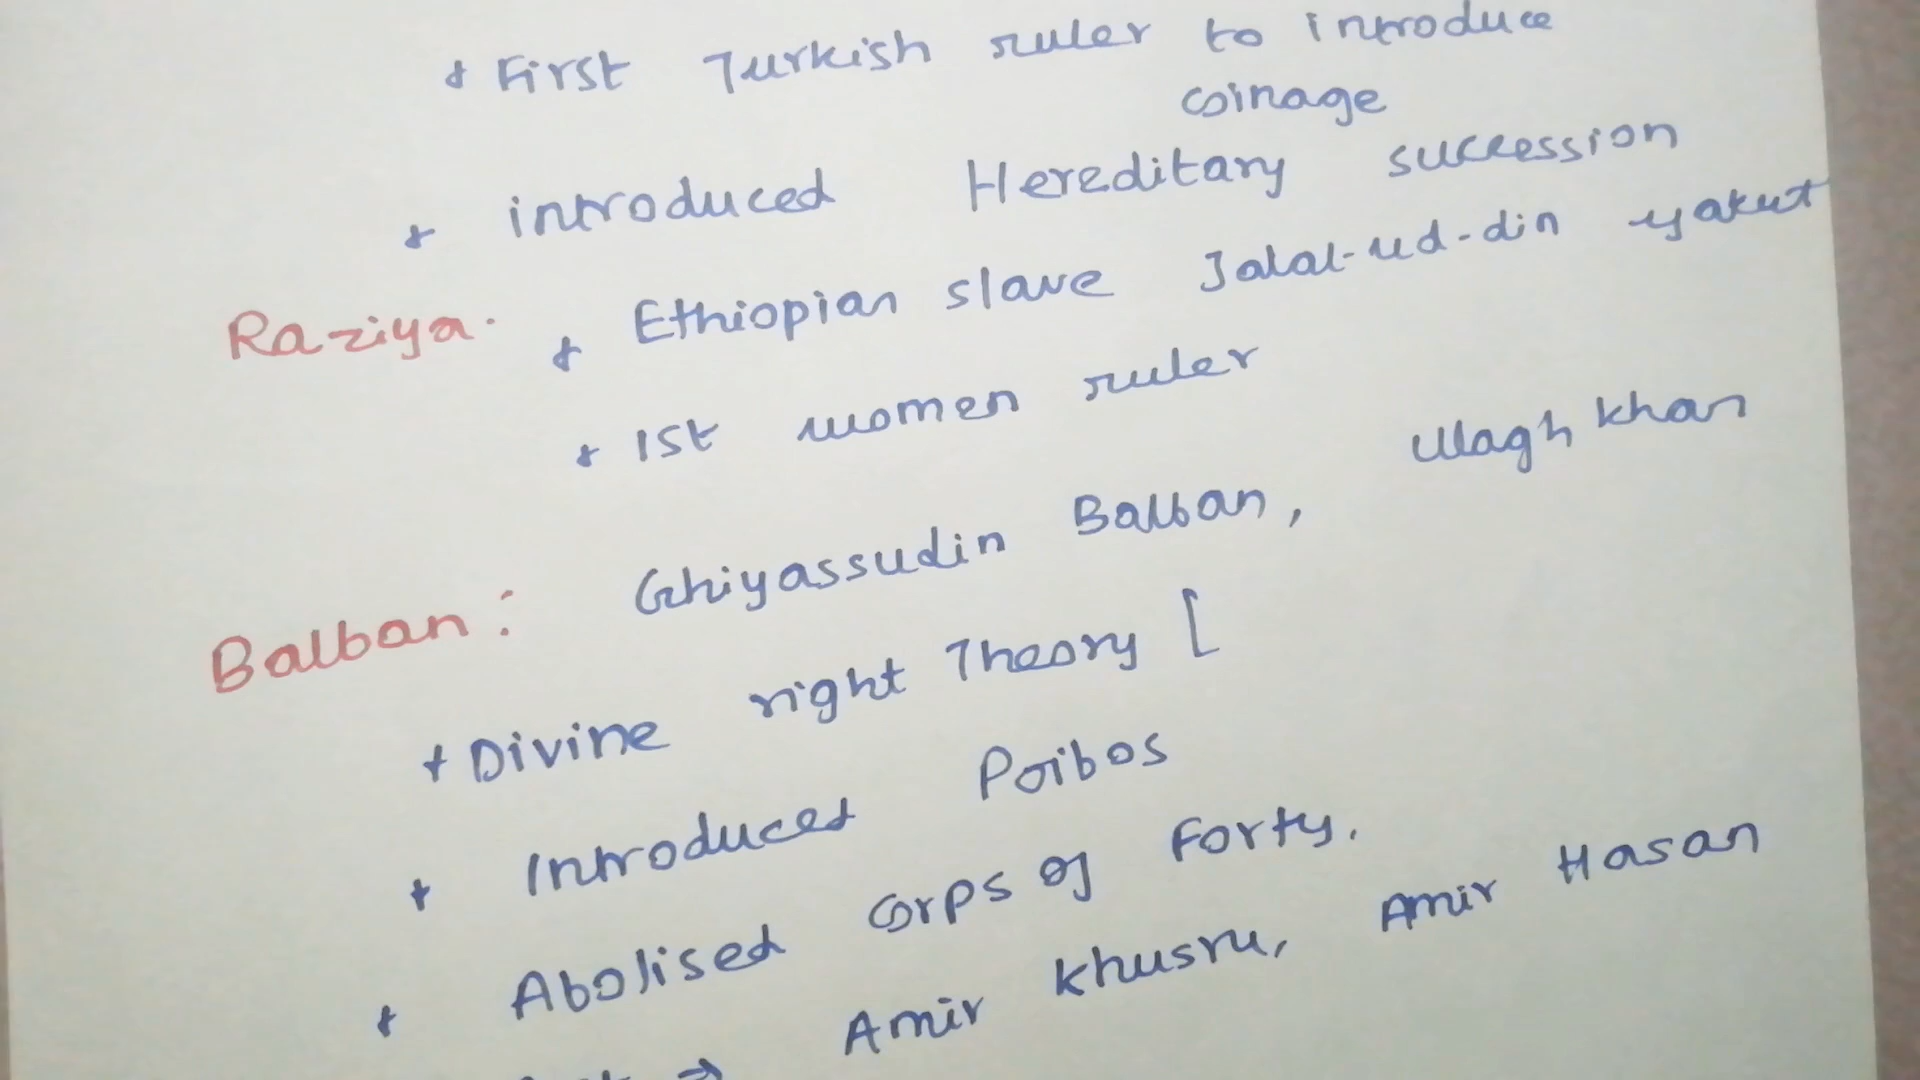 * First Turkish ruler to introduce
coinage
* introduced Hereditary succession
Raziya. * Ethiopian slave Jalal-ud-din yakut
* 1st women ruler
Balban: Ghiyassudin Balban, Ulagh khan
* Divine right Theory [
* Introduced Poibos
* Abolised corps of Forty.
→ Amir khusru, Amir Hasan